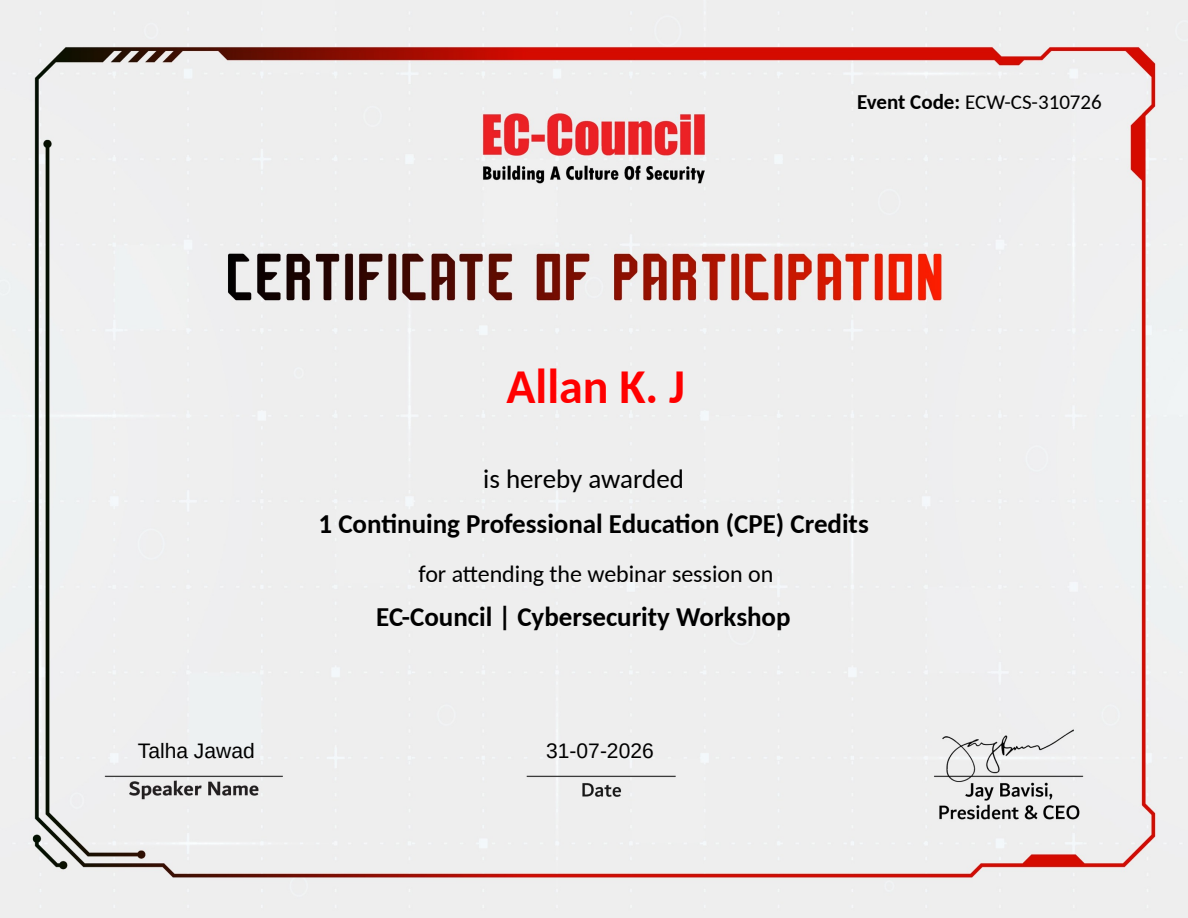 Event Code: ECW-CS-310726
EC-Council
Building A Culture Of Security
CERTIFICATE OF PARTICIPATION
Allan K. J
is hereby awarded
1 Continuing Professional Education (CPE) Credits
for attending the webinar session on
EC-Council | Cybersecurity Workshop
Talha Jawad
Speaker Name
31-07-2026
Date
Jay Bavisi,
President & CEO